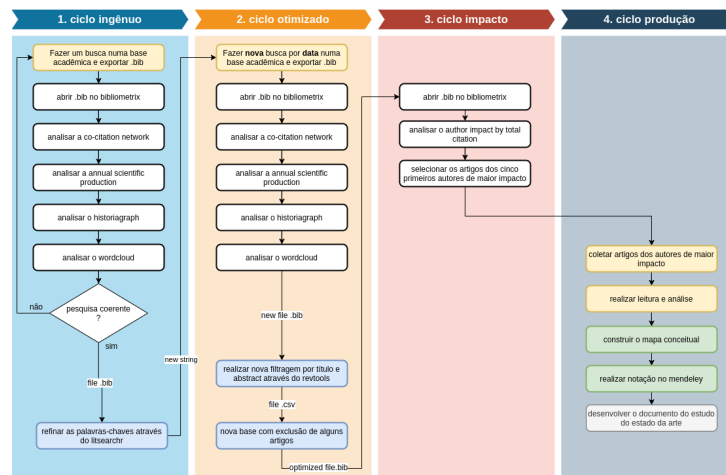 1. ciclo ingênuo
Fazer um busca numa base
acadêmica e exportar .bib
abrir .bib no bibliometrix
analisar a co-citation network
analisar a annual scientific
production
analisar o historiagraph
analisar o wordcloud
pesquisa coerente
?
não
sim
file .bib
refinar as palavras-chaves através
do litsearchr
new string
2. ciclo otimizado
Fazer nova busca por data numa
base acadêmica e exportar .bib
abrir .bib no bibliometrix
analisar a co-citation network
analisar a annual scientific
production
analisar o historiagraph
analisar o wordcloud
new file .bib
realizar nova filtragem por título e
abstract através do revtools
file .csv
nova base com exclusão de alguns
artigos
optimized file.bib
3. ciclo impacto
abrir .bib no bibliometrix
analisar o author impact by total
citation
selecionar os artigos dos cinco
primeiros autores de maior impacto
4. ciclo produção
coletar artigos dos autores de maior
impacto
realizar leitura e análise
construir o mapa conceitual
realizar notação no mendeley
desenvolver o documento do estudo
do estado da arte